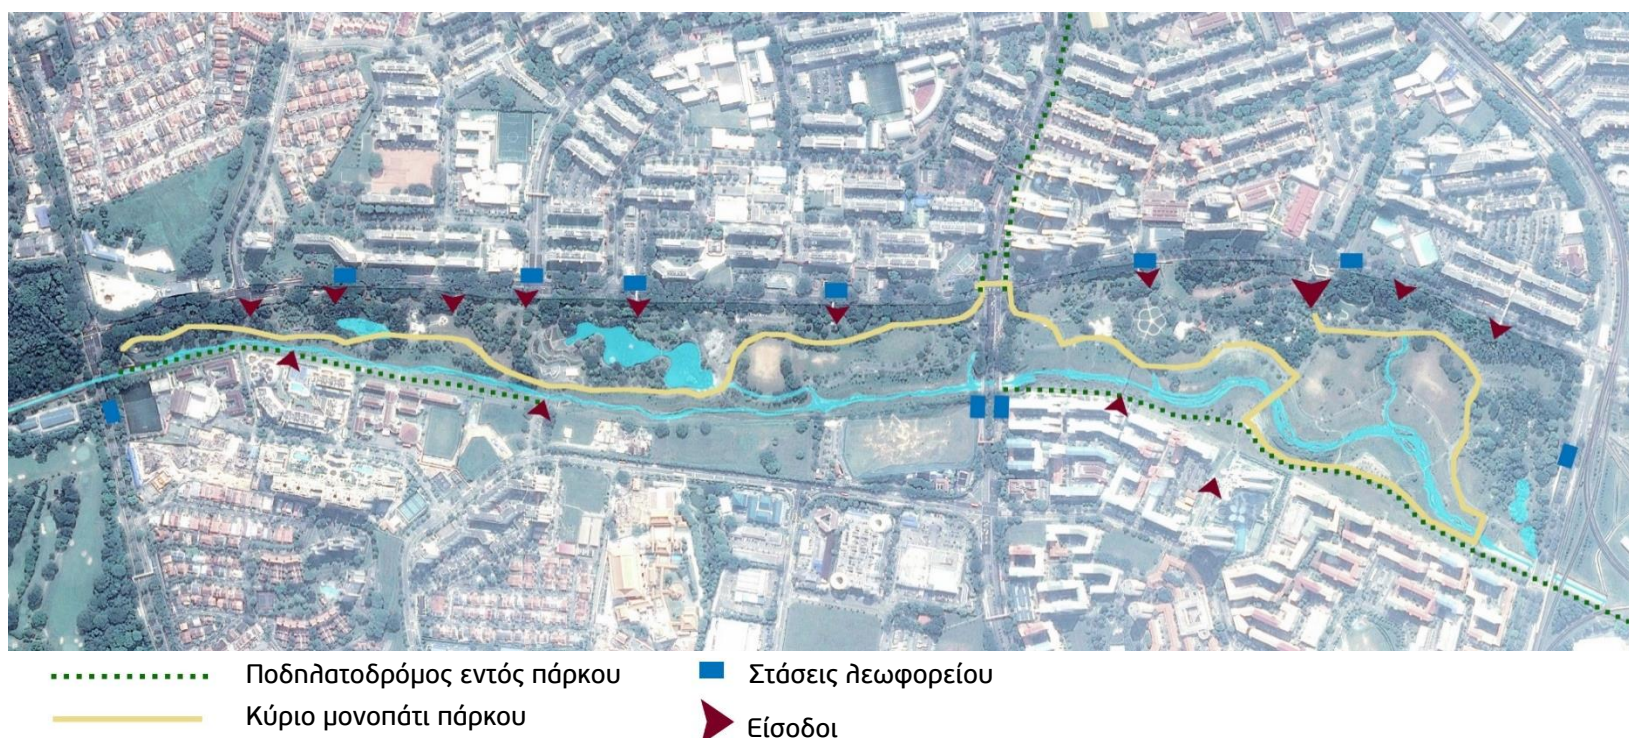 Ποδηλατοδρόμος εντός πάρκου
Στάσεις λεωφορείου
Κύριο μονοπάτι πάρκου
Είσοδοι